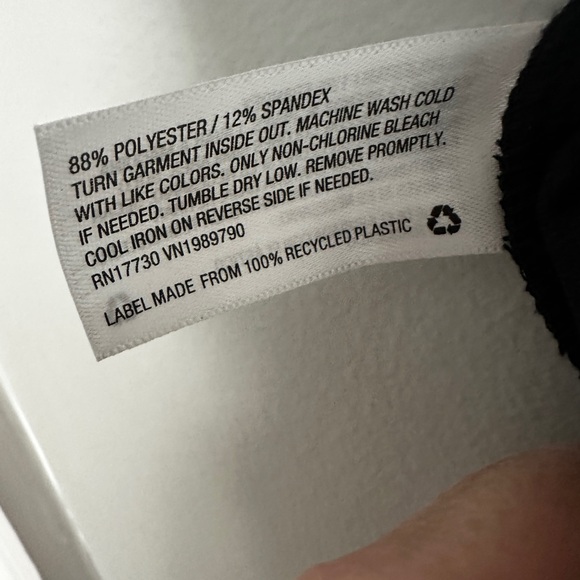 88% POLYESTER / 12% SPANDEX
TURN GARMENT INSIDE OUT. MACHINE WASH COLD
WITH LIKE COLORS. ONLY NON-CHLORINE BLEACH
IF NEEDED. TUMBLE DRY LOW. REMOVE PROMPTLY.
COOL IRON ON REVERSE SIDE IF NEEDED.
RN17730 VN1989790
LABEL MADE FROM 100% RECYCLED PLASTIC